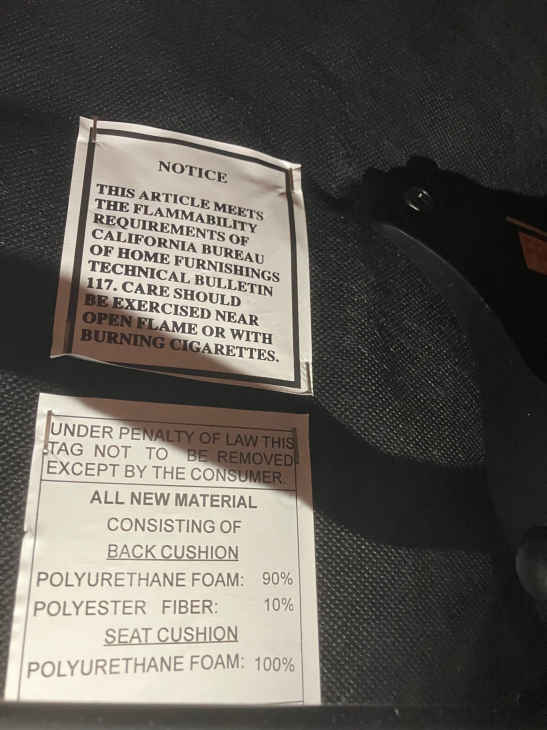 NOTICE
THIS ARTICLE MEETS
THE FLAMMABILITY
REQUIREMENTS OF
CALIFORNIA BUREAU
OF HOME FURNISHINGS
TECHNICAL BULLETIN
117. CARE SHOULD
BE EXERCISED NEAR
OPEN FLAME OR WITH
BURNING CIGARETTES.
UNDER PENALTY OF LAW THIS
TAG NOT TO BE REMOVED
EXCEPT BY THE CONSUMER.
ALL NEW MATERIAL
CONSISTING OF
BACK CUSHION
POLYURETHANE FOAM: 90%
POLYESTER FIBER: 10%
SEAT CUSHION
POLYURETHANE FOAM: 100%